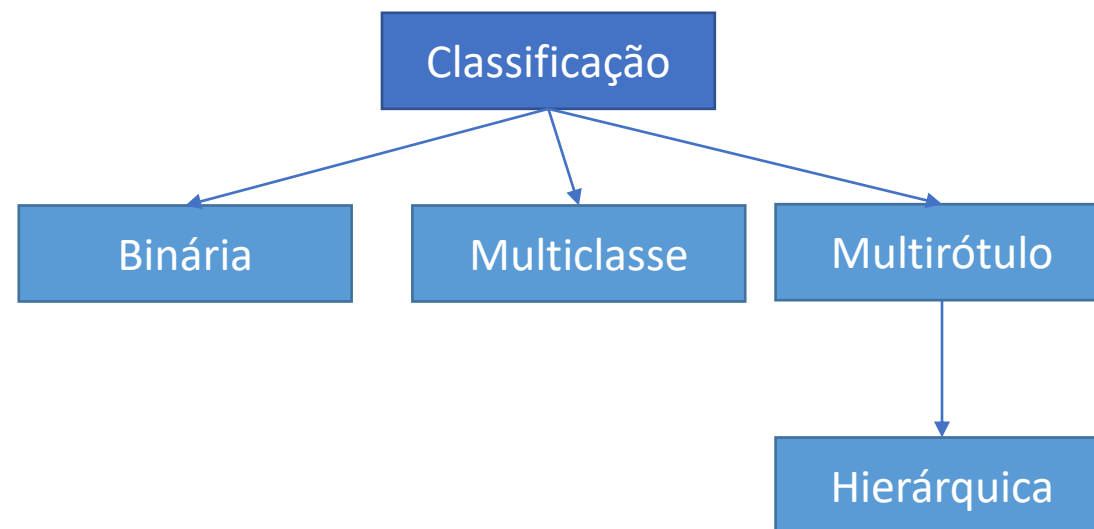 Classificação
Binária
Multiclasse
Multirótulo
Hierárquica